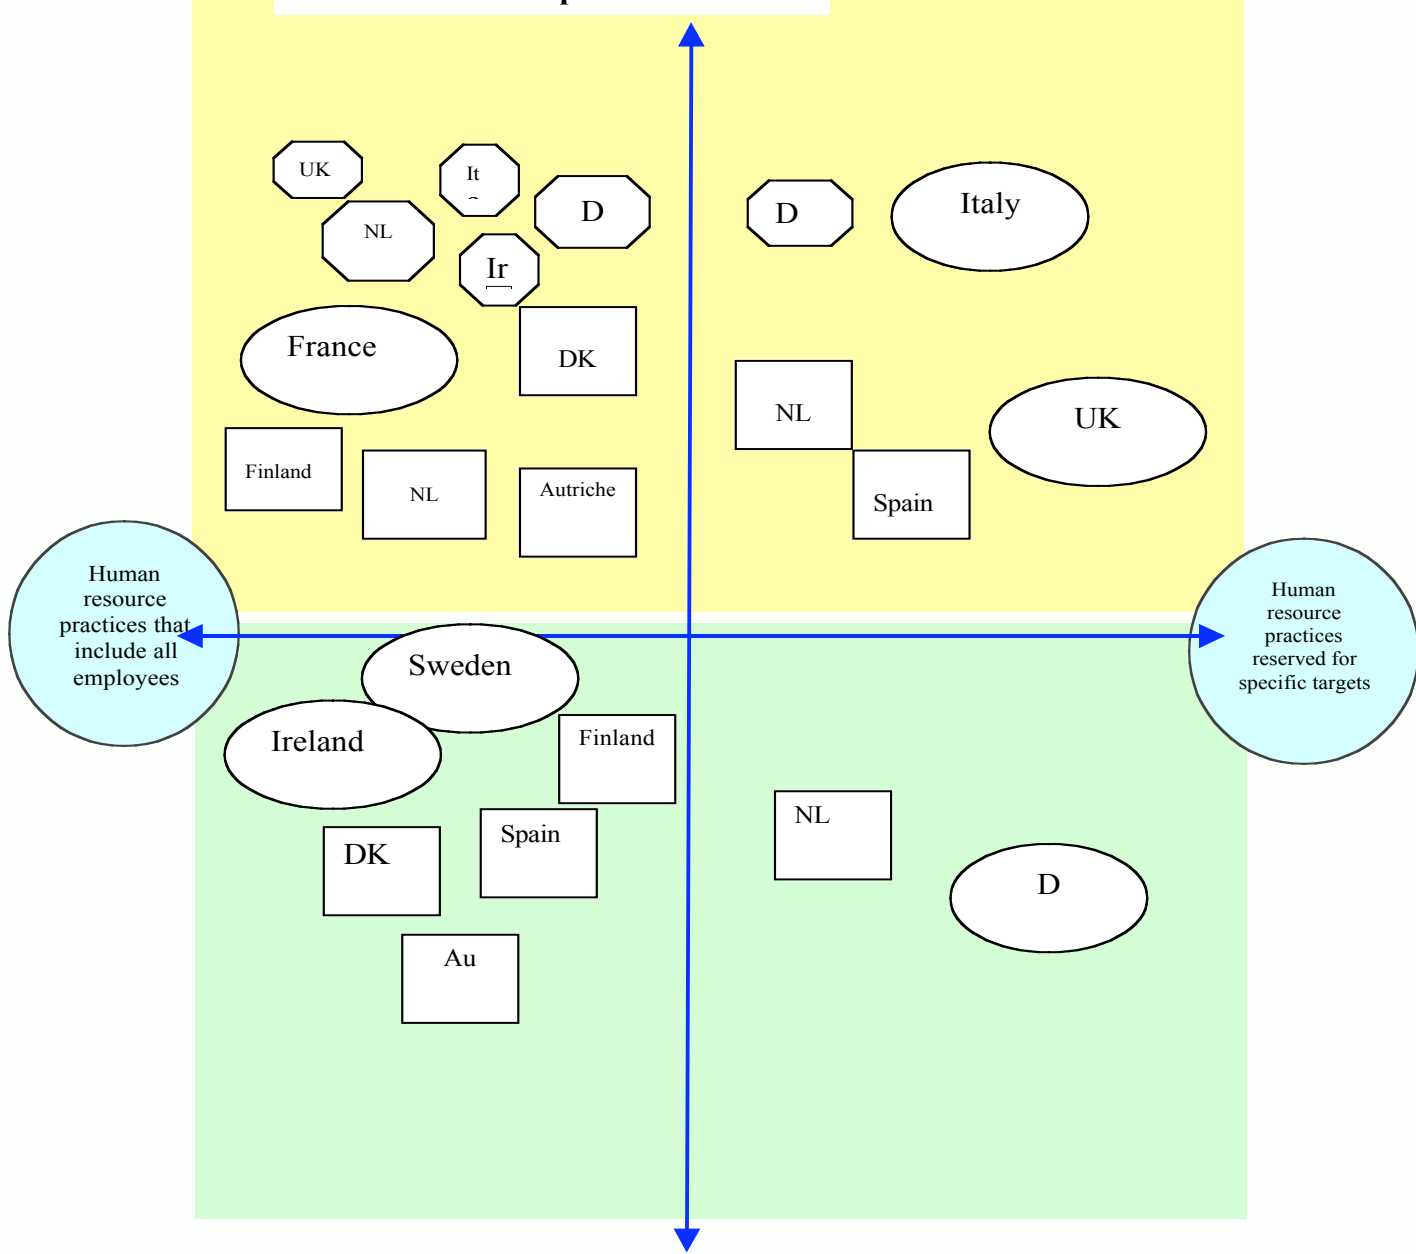 UK
It
D
D
Italy
NL
Ir
France
DK
NL
UK
Finland
NL
Autriche
Spain
Human
resource
practices that
include all
employees
Human
resource
practices
reserved for
specific targets
Sweden
Ireland
Finland
DK
Spain
NL
D
Au